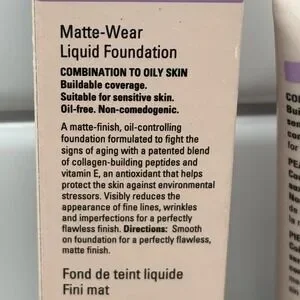 Matte-Wear
Liquid Foundation
COMBINATION TO OILY SKIN
Buildable coverage.
Suitable for sensitive skin.
Oil-free. Non-comedogenic.
A matte-finish, oil-controlling
foundation formulated to fight the
signs of aging with a patented blend
of collagen-building peptides and
vitamin E, an antioxidant that helps
protect the skin against environmental
stressors. Visibly reduces the
appearance of fine lines, wrinkles
and imperfections for a perfectly
flawless finish. Directions: Smooth
on foundation for a perfectly flawless,
matte finish.
Fond de teint liquide
Fini mat